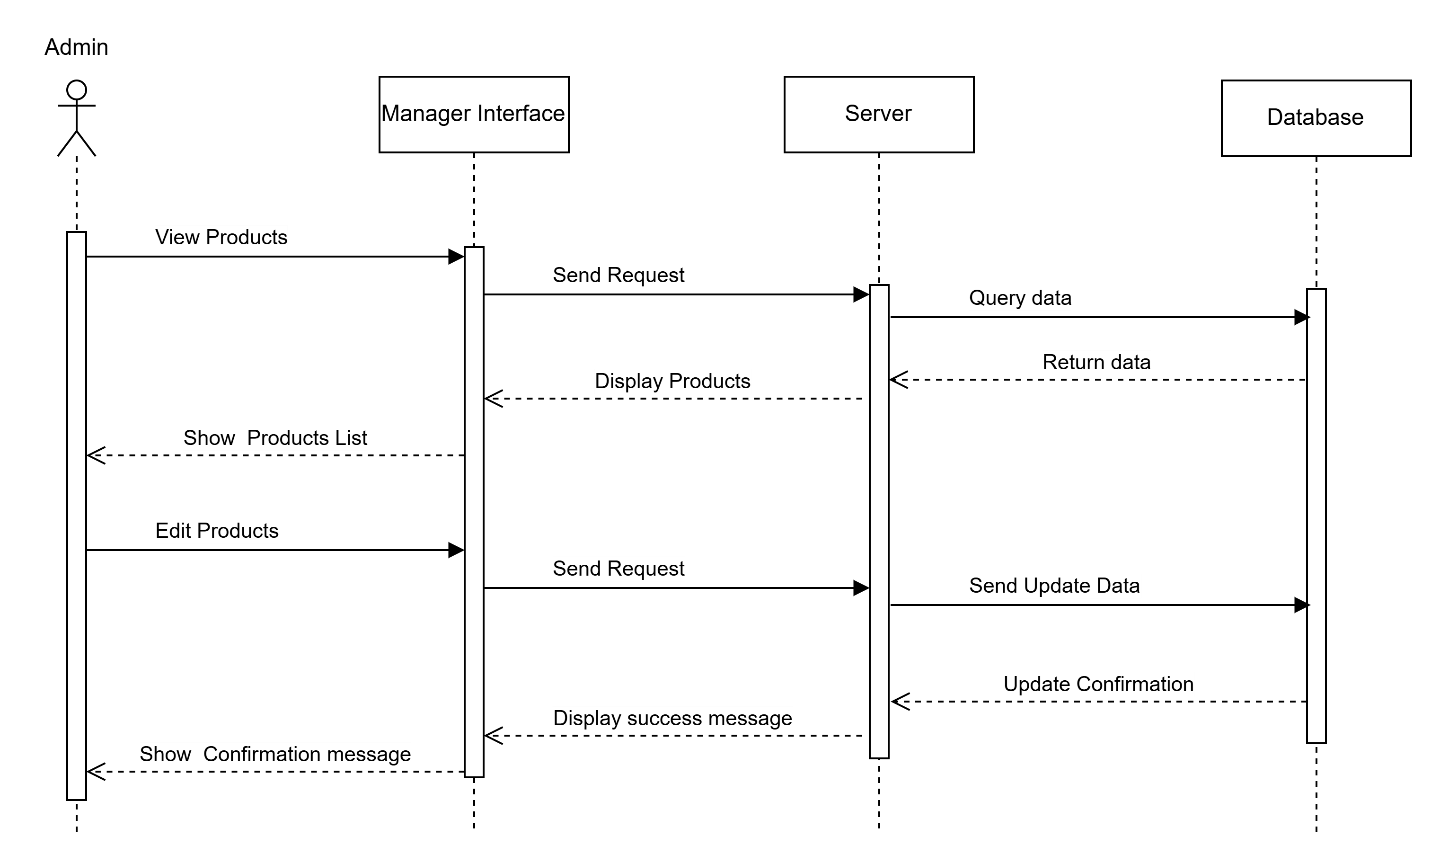 Admin
Manager Interface
Server
Database
View Products
Send Request
Query data
Return data
Display Products
Show  Products List
Edit Products
Send Request
Send Update Data
Update Confirmation
Display success message
Show  Confirmation message